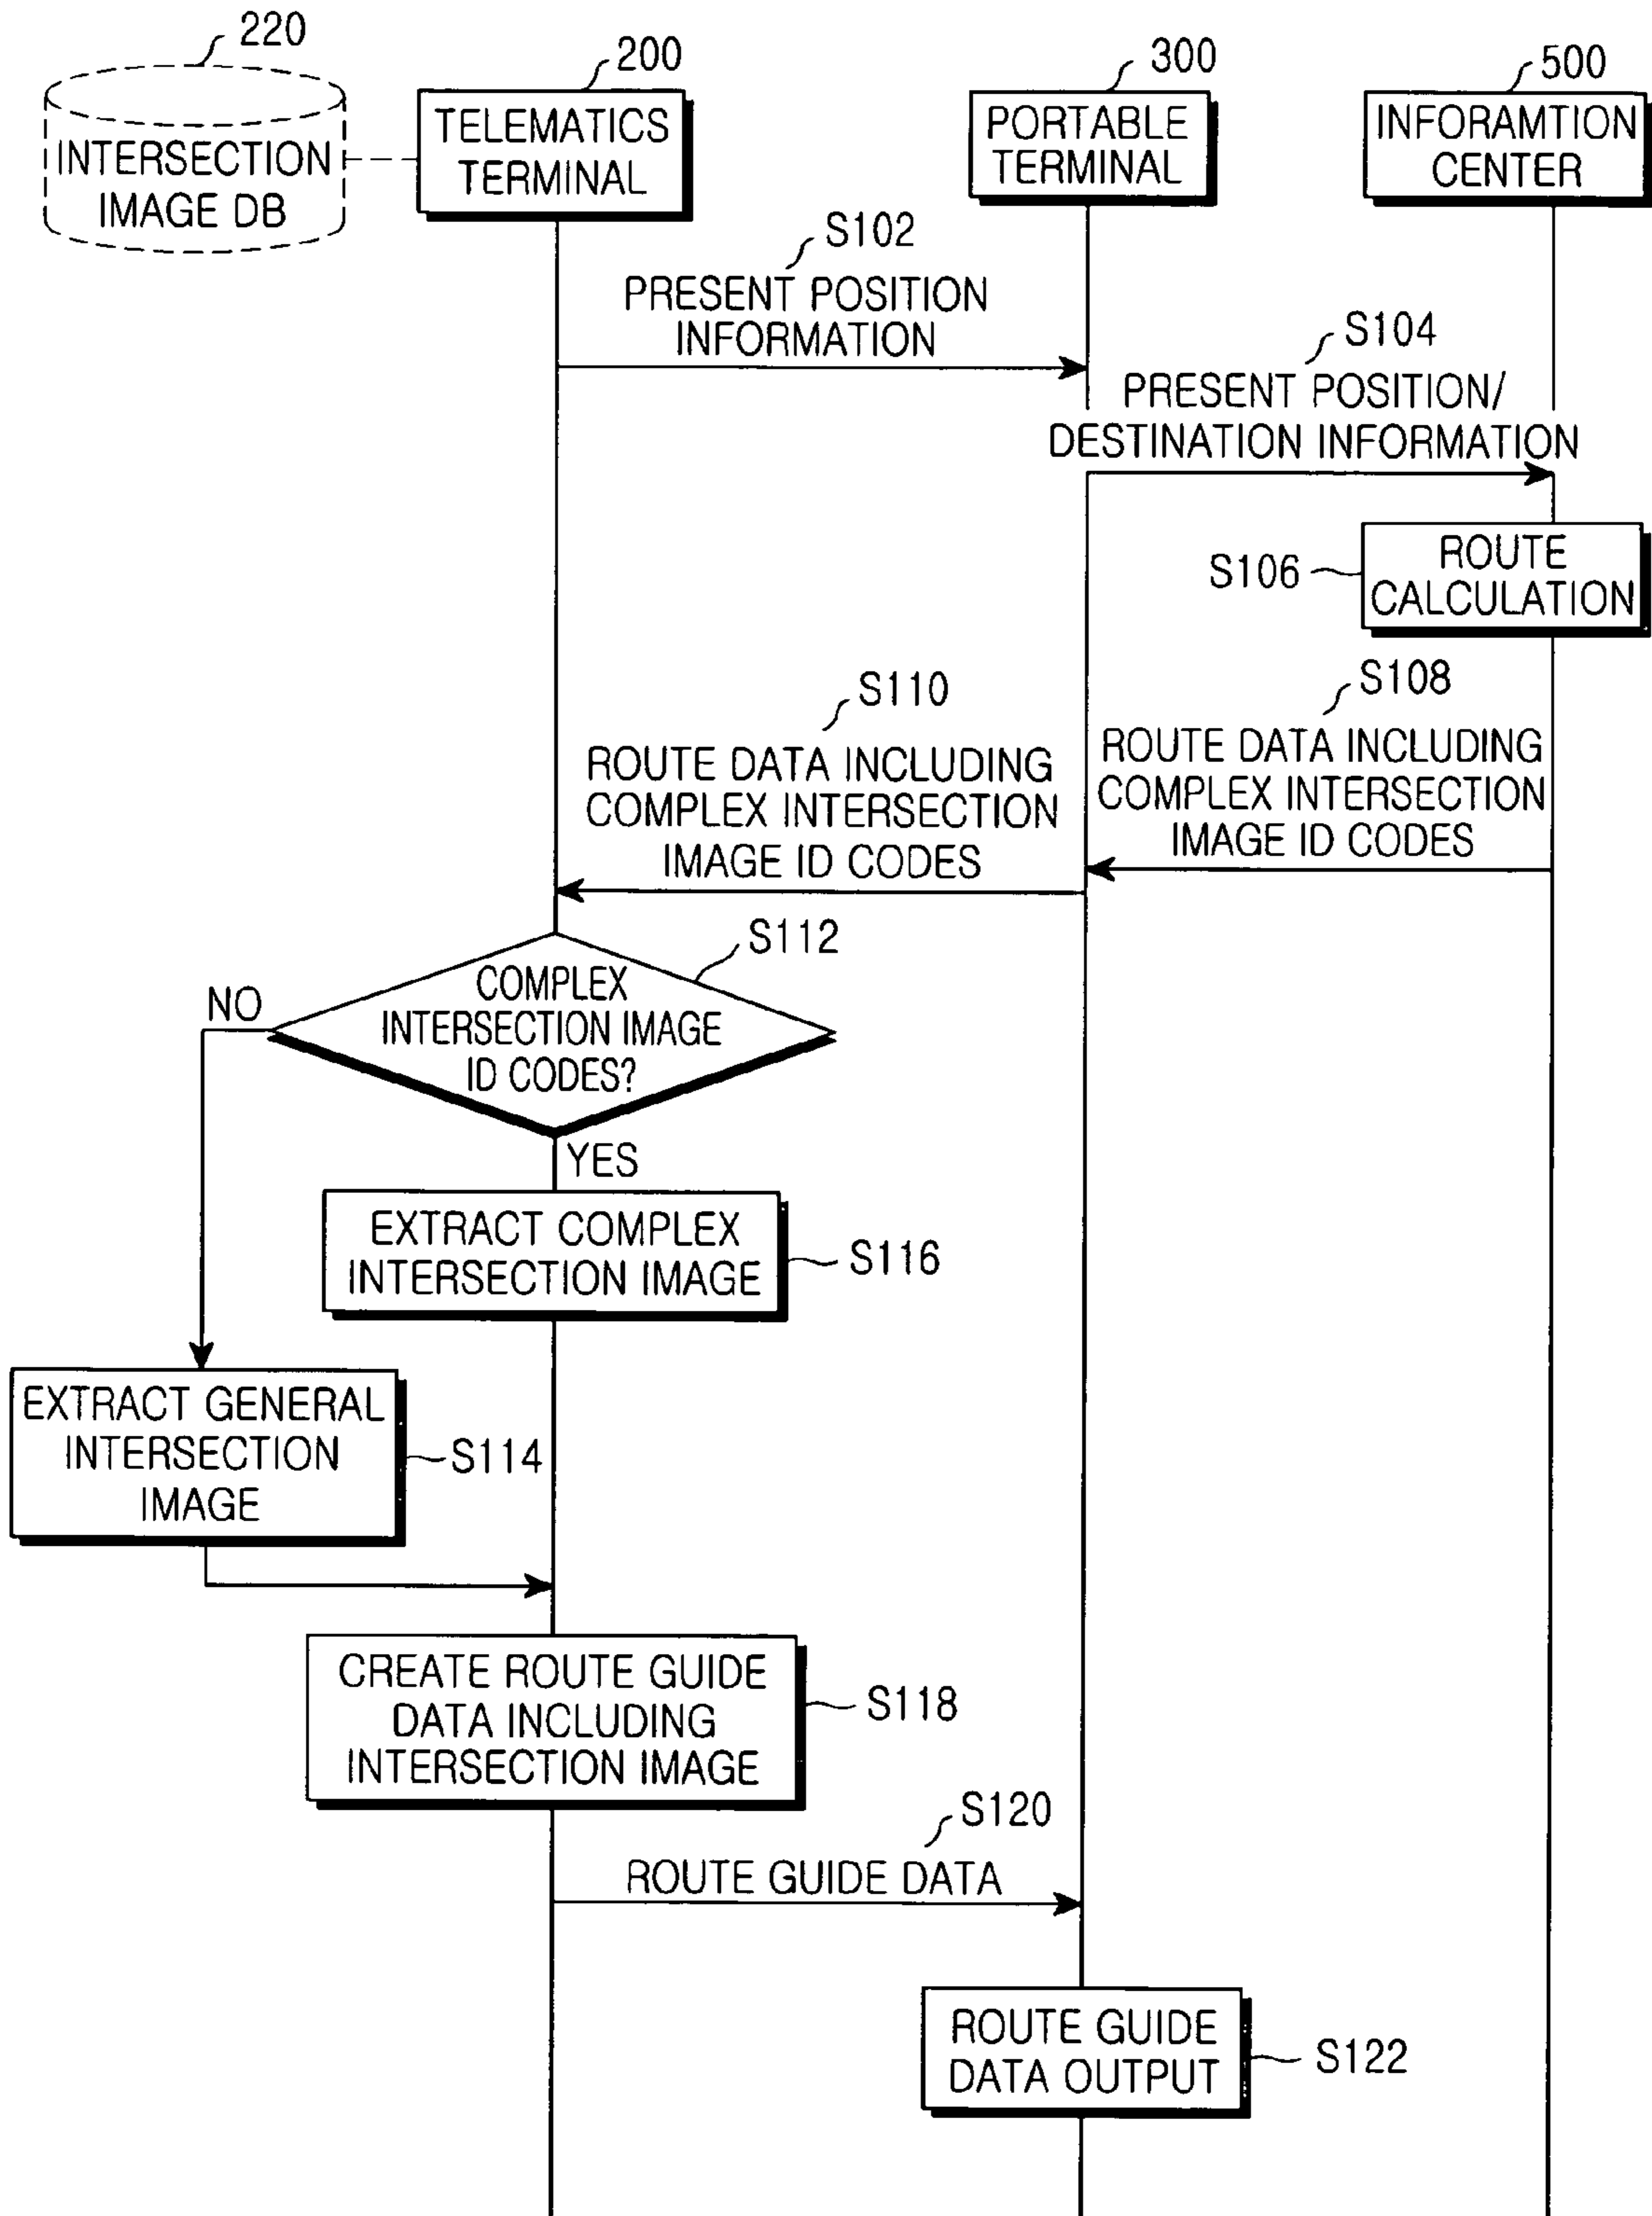 220
INTERSECTION
IMAGE DB
200
TELEMATICS
TERMINAL
300
PORTABLE
TERMINAL
500
INFORAMTION
CENTER
S102
PRESENT POSITION
INFORMATION
S104
PRESENT POSITION/
DESTINATION INFORMATION
S106
ROUTE
CALCULATION
S108
ROUTE DATA INCLUDING
COMPLEX INTERSECTION
IMAGE ID CODES
S110
ROUTE DATA INCLUDING
COMPLEX INTERSECTION
IMAGE ID CODES
S112
COMPLEX
INTERSECTION IMAGE
ID CODES?
NO
YES
EXTRACT COMPLEX
INTERSECTION IMAGE
S116
EXTRACT GENERAL
INTERSECTION
IMAGE
S114
CREATE ROUTE GUIDE
DATA INCLUDING
INTERSECTION IMAGE
S118
S120
ROUTE GUIDE DATA
ROUTE GUIDE
DATA OUTPUT
S122